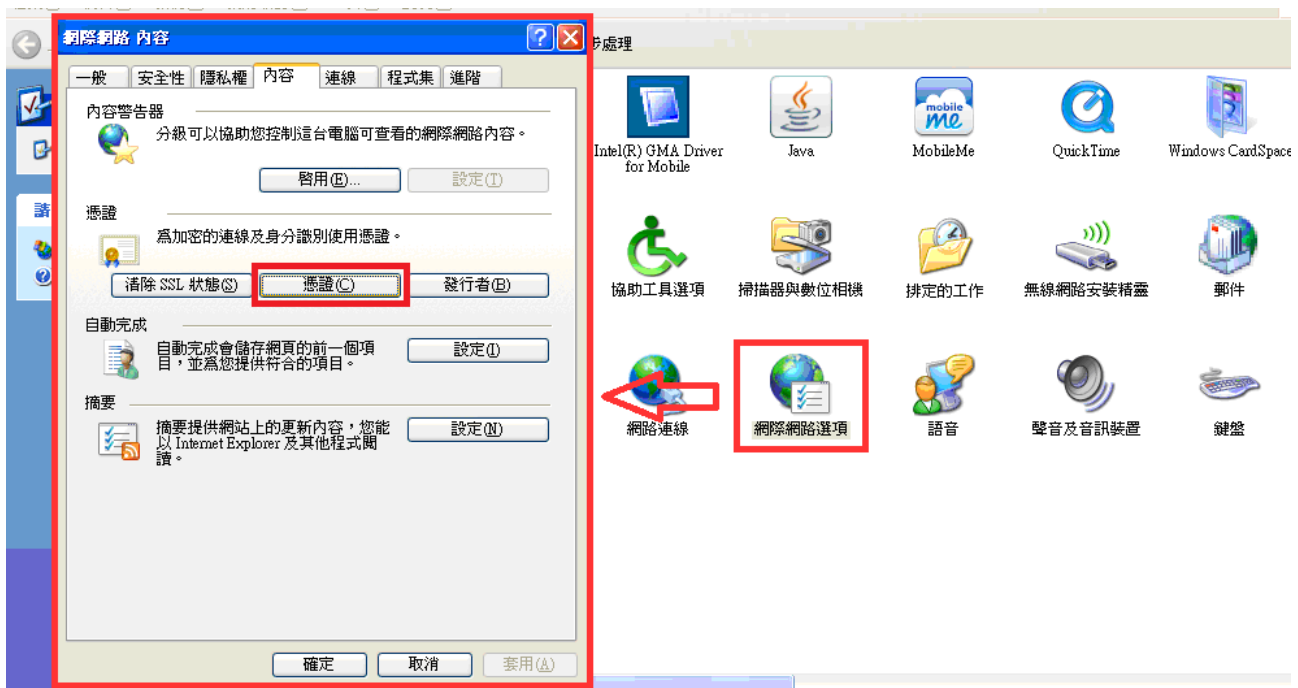 網際網路 內容
一般 安全性 隱私權 內容 連線 程式集 進階
內容警告器
分級可以協助您控制這台電腦可查看的網際網路內容。
啓用(E)... 設定(T)
憑證
爲加密的連線及身分識別使用憑證。
清除 SSL 狀態(S) 憑證(C) 發行者(B)
自動完成
自動完成會儲存網頁的前一個項
目，並爲您提供符合的項目。
設定(I)
摘要
摘要提供網站上的更新內容，您能
以 Internet Explorer 及其他程式閱
讀。
設定(N)
確定 取消 套用(A)
步處理
Intel(R) GMA Driver
for Mobile
Java
mobile
me
MobileMe
QuickTime
Windows CardSpace
協助工具選項
掃描器與數位相機
排定的工作
無線網路安裝精靈
郵件
網路連線
網際網路選項
語音
聲音及音訊裝置
鍵盤
請